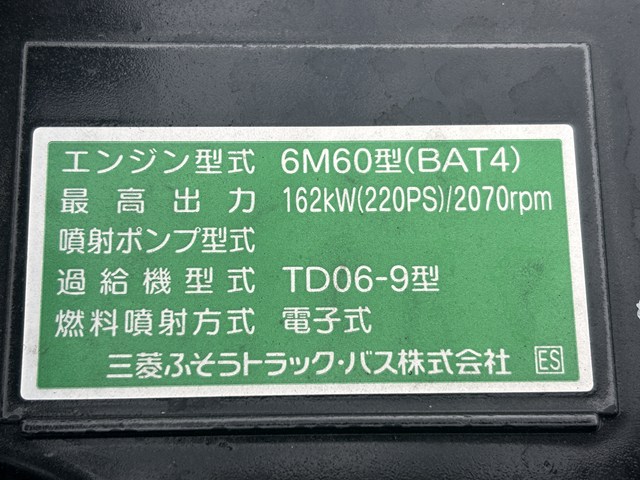 エンジン型式 6M60型(BAT4)
最高出力 162kW(220PS)/2070rpm
噴射ポンプ型式
過給機型式 TD06-9型
燃料噴射方式 電子式
三菱ふそうトラック・バス株式会社 ES